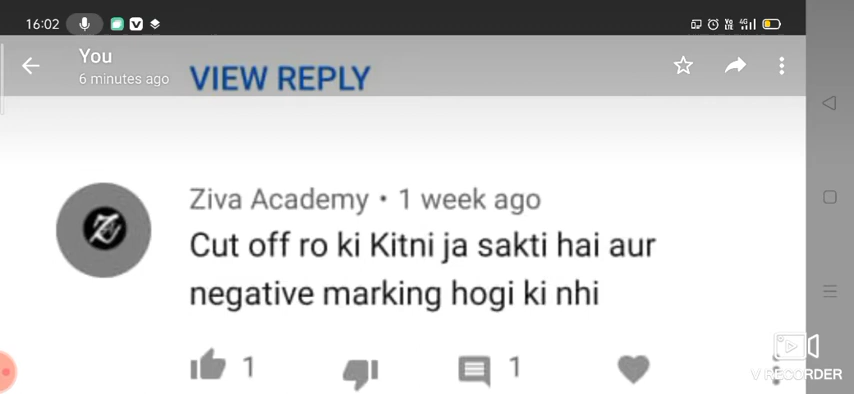 16:02
You
6 minutes ago
VIEW REPLY
Ziva Academy • 1 week ago
Cut off ro ki Kitni ja sakti hai aur
negative marking hogi ki nhi
1
1
V RECORDER